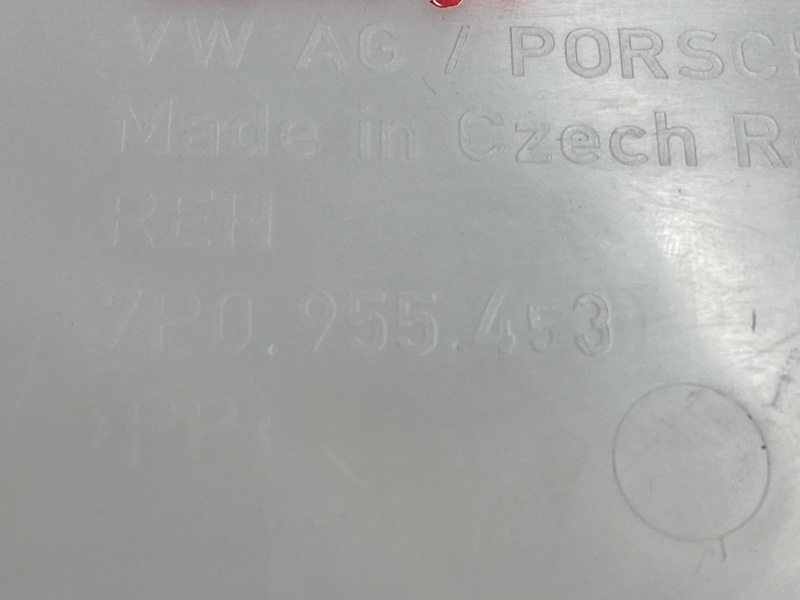 VW AG / PORSCH
Made in Czech R
REH
7P0.955.453
>PP<